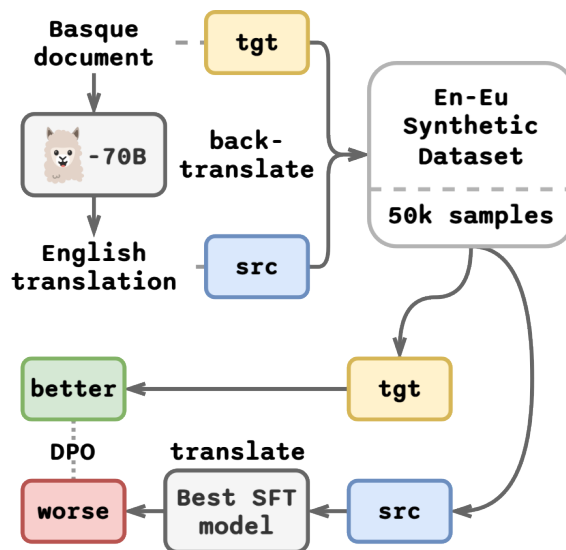 Basque
document
tgt
-70B
back-
translate
English
translation
src
En-Eu
Synthetic
Dataset
50k samples
better
tgt
DPO
translate
worse
Best SFT
model
src